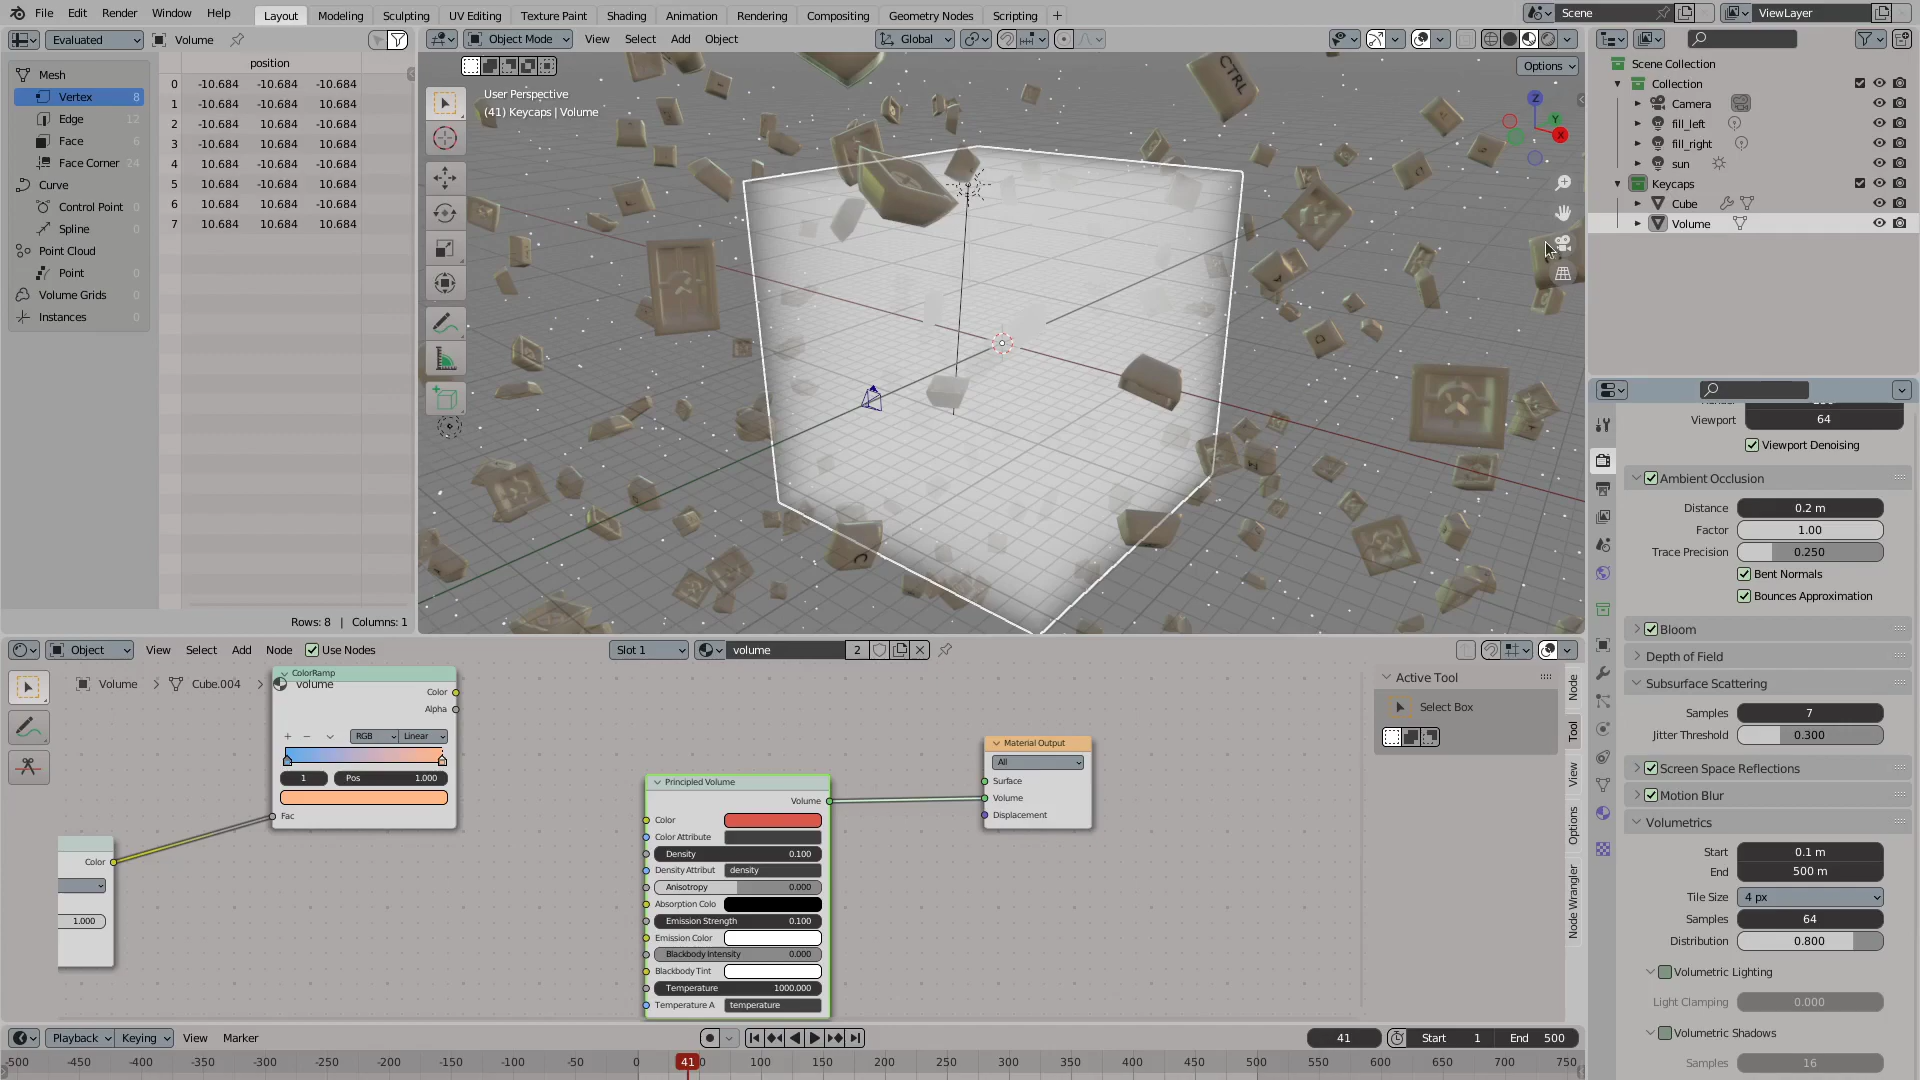 File Edit Render Window Help Layout Modeling Sculpting UV Editing Texture Paint Shading Animation Rendering Compositing Geometry Nodes Scripting + Scene ViewLayer
Evaluated Volume Object Mode View Select Add Object Global
Options
position
Mesh
Vertex 8
Edge 12
Face 6
Face Corner 24
Curve
Control Point 0
Spline 0
Point Cloud
Point 0
Volume Grids 0
Instances 0
0 -10.684 -10.684 -10.684
1 -10.684 -10.684 10.684
2 -10.684 10.684 -10.684
3 -10.684 10.684 10.684
4 10.684 -10.684 -10.684
5 10.684 -10.684 10.684
6 10.684 10.684 -10.684
7 10.684 10.684 10.684
Rows: 8 | Columns: 1
User Perspective
(41) Keycaps | Volume
CTRL
Z
Y
X
Scene Collection
Collection
Camera
fill_left
fill_right
sun
Keycaps
Cube
Volume
Viewport 64
Viewport Denoising
Ambient Occlusion
Distance 0.2 m
Factor 1.00
Trace Precision 0.250
Bent Normals
Bounces Approximation
Bloom
Depth of Field
Subsurface Scattering
Samples 7
Jitter Threshold 0.300
Screen Space Reflections
Motion Blur
Volumetrics
Start 0.1 m
End 500 m
Tile Size 4 px
Samples 64
Distribution 0.800
Volumetric Lighting
Light Clamping 0.000
Volumetric Shadows
Samples 16
Object View Select Add Node Use Nodes Slot 1 volume 2
Volume > Cube.004 > volume
ColorRamp
Color
Alpha
+ − RGB Linear
1 Pos 1.000
Fac
Color
1.000
Principled Volume
Volume
Color
Color Attribute
Density 0.100
Density Attribut density
Anisotropy 0.000
Absorption Colo
Emission Strength 0.100
Emission Color
Blackbody Intensity 0.000
Blackbody Tint
Temperature 1000.000
Temperature A temperature
Material Output
All
Surface
Volume
Displacement
Active Tool
Select Box
Node
Tool
View
Options
Node Wrangler
Playback Keying View Marker 41 Start 1 End 500
-500 -450 -400 -350 -300 -250 -200 -150 -100 -50 0 41 100 150 200 250 300 350 400 450 500 550 600 650 700 750